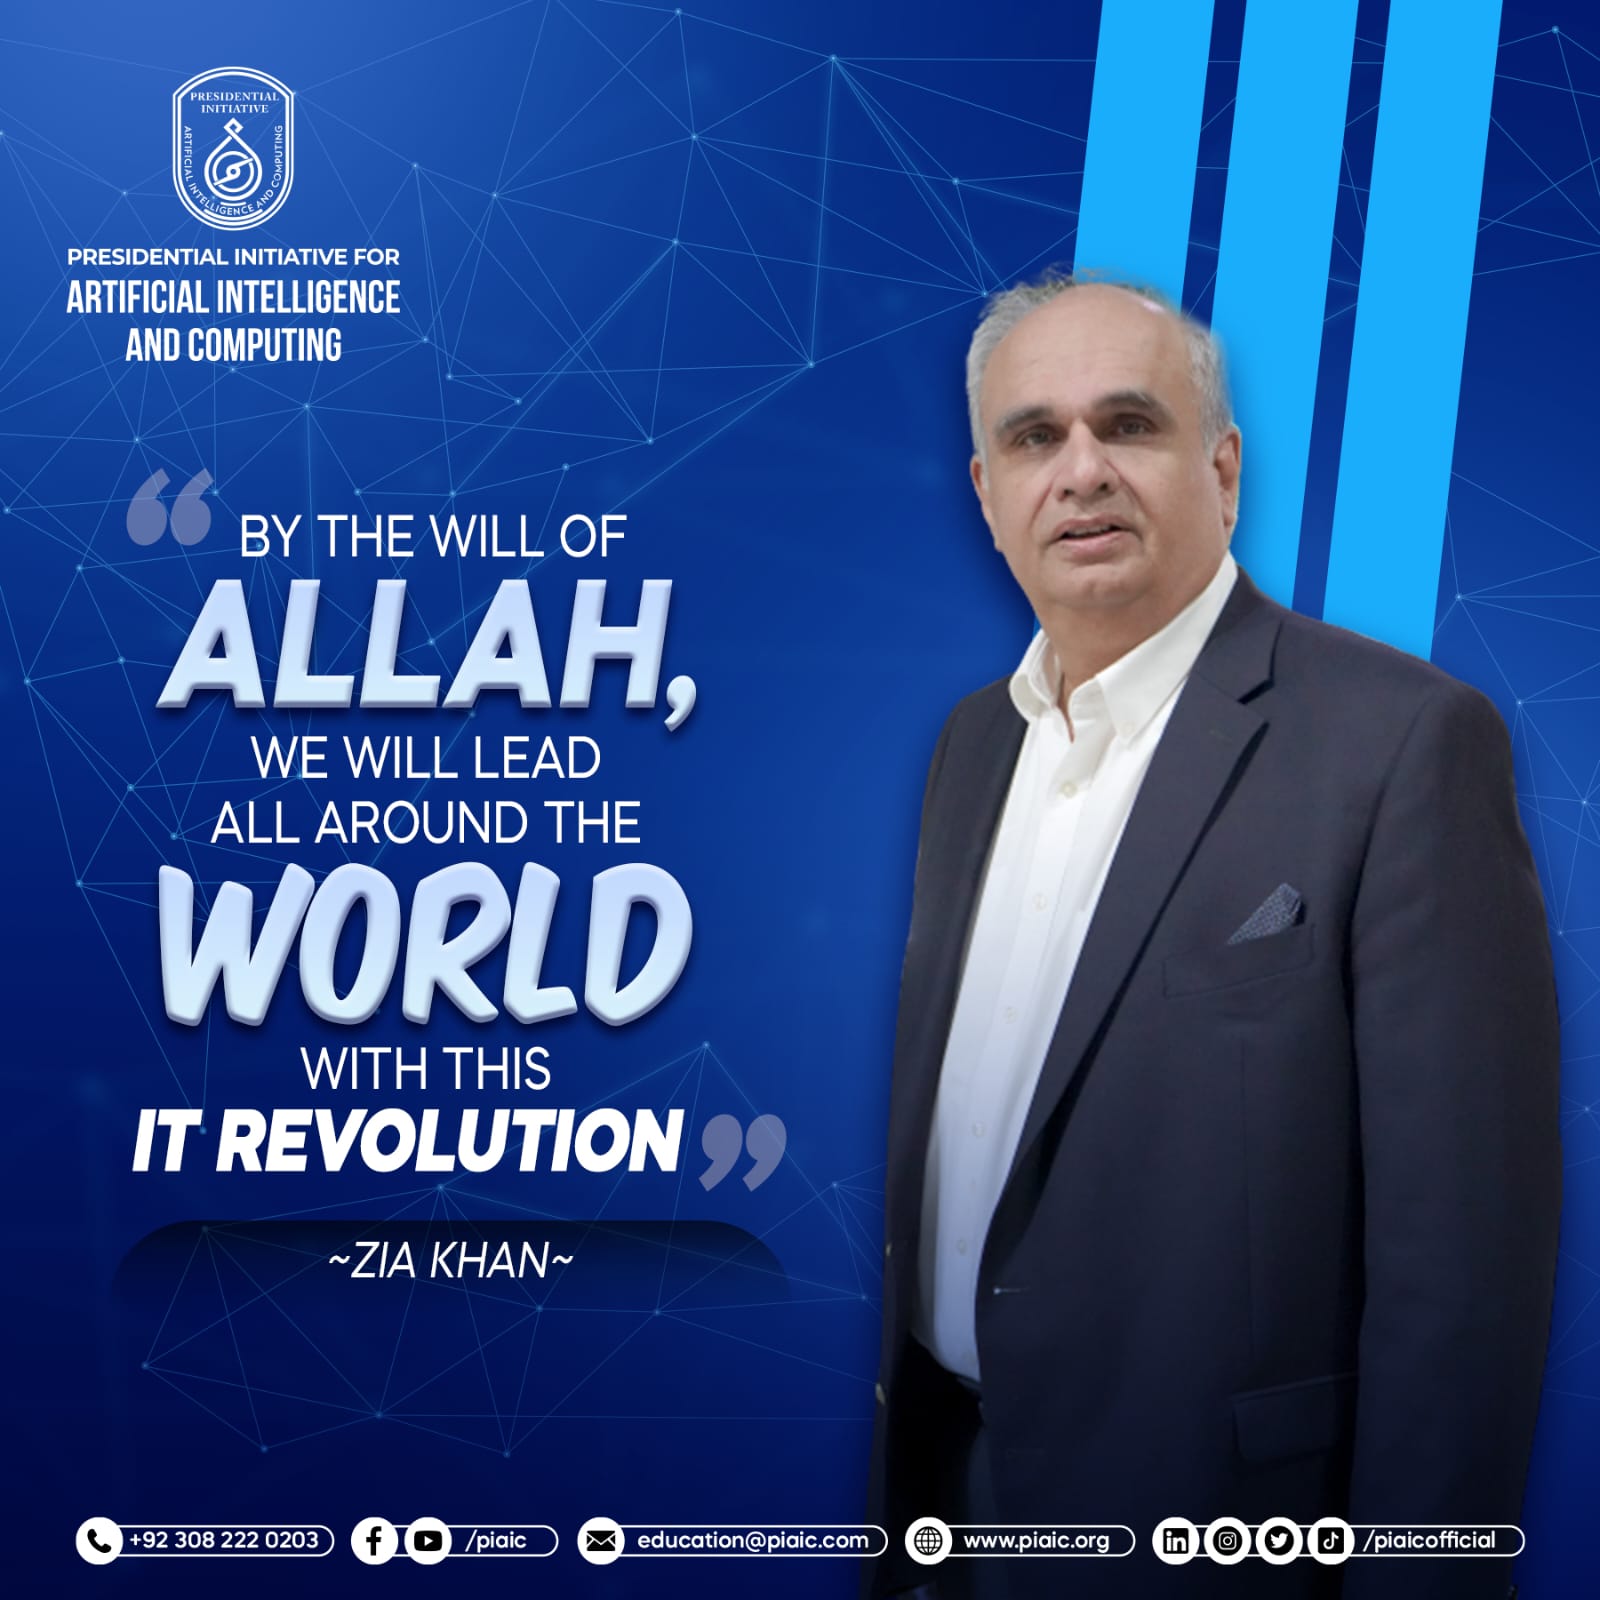 PRESIDENTIAL
INITIATIVE
ARTIFICIAL INTELLIGENCE AND COMPUTING
PRESIDENTIAL INITIATIVE FOR
ARTIFICIAL INTELLIGENCE
AND COMPUTING
“ BY THE WILL OF
ALLAH,
WE WILL LEAD
ALL AROUND THE
WORLD
WITH THIS
IT REVOLUTION ”
~ZIA KHAN~
+92 308 222 0203 /piaic education@piaic.com www.piaic.org /piaicofficial